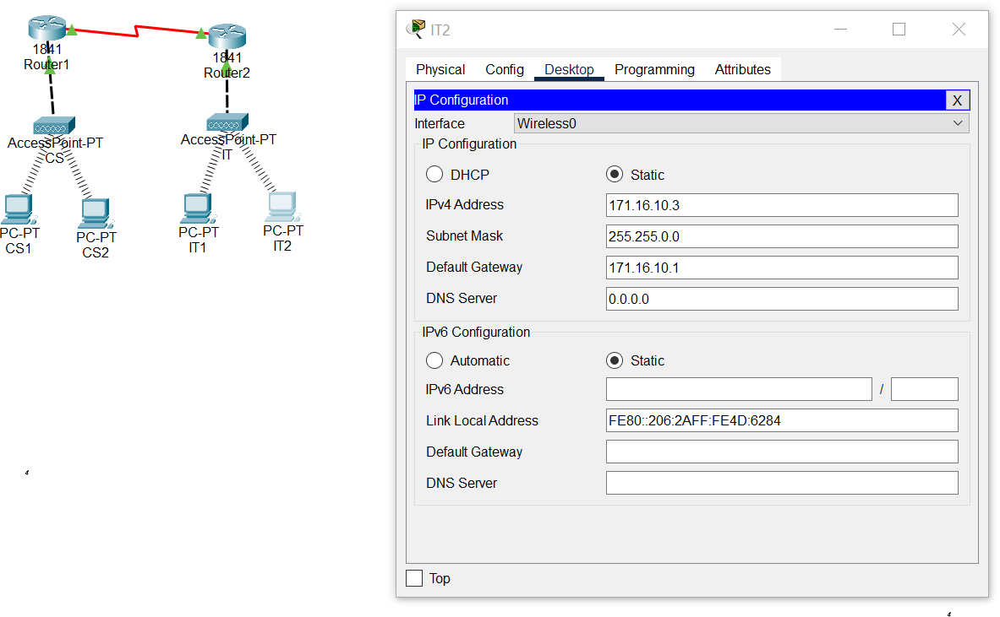 1841
Router1
1841
Router2
AccessPoint-PT
CS
AccessPoint-PT
IT
PC-PT
CS1
PC-PT
CS2
PC-PT
IT1
PC-PT
IT2
IT2
Physical Config Desktop Programming Attributes
IP Configuration X
Interface Wireless0
IP Configuration
DHCP Static
IPv4 Address 171.16.10.3
Subnet Mask 255.255.0.0
Default Gateway 171.16.10.1
DNS Server 0.0.0.0
IPv6 Configuration
Automatic Static
IPv6 Address /
Link Local Address FE80::206:2AFF:FE4D:6284
Default Gateway
DNS Server
Top